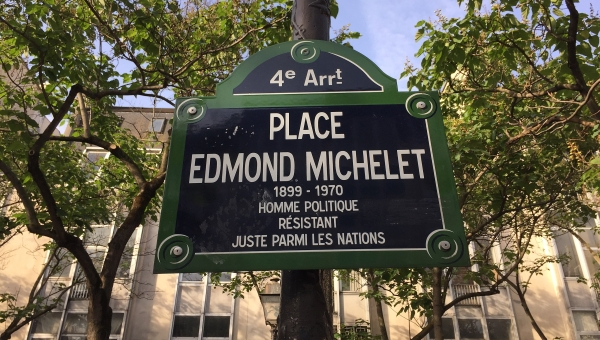 4e Arrt
PLACE
EDMOND MICHELET
1899 - 1970
HOMME POLITIQUE
RÉSISTANT
JUSTE PARMI LES NATIONS